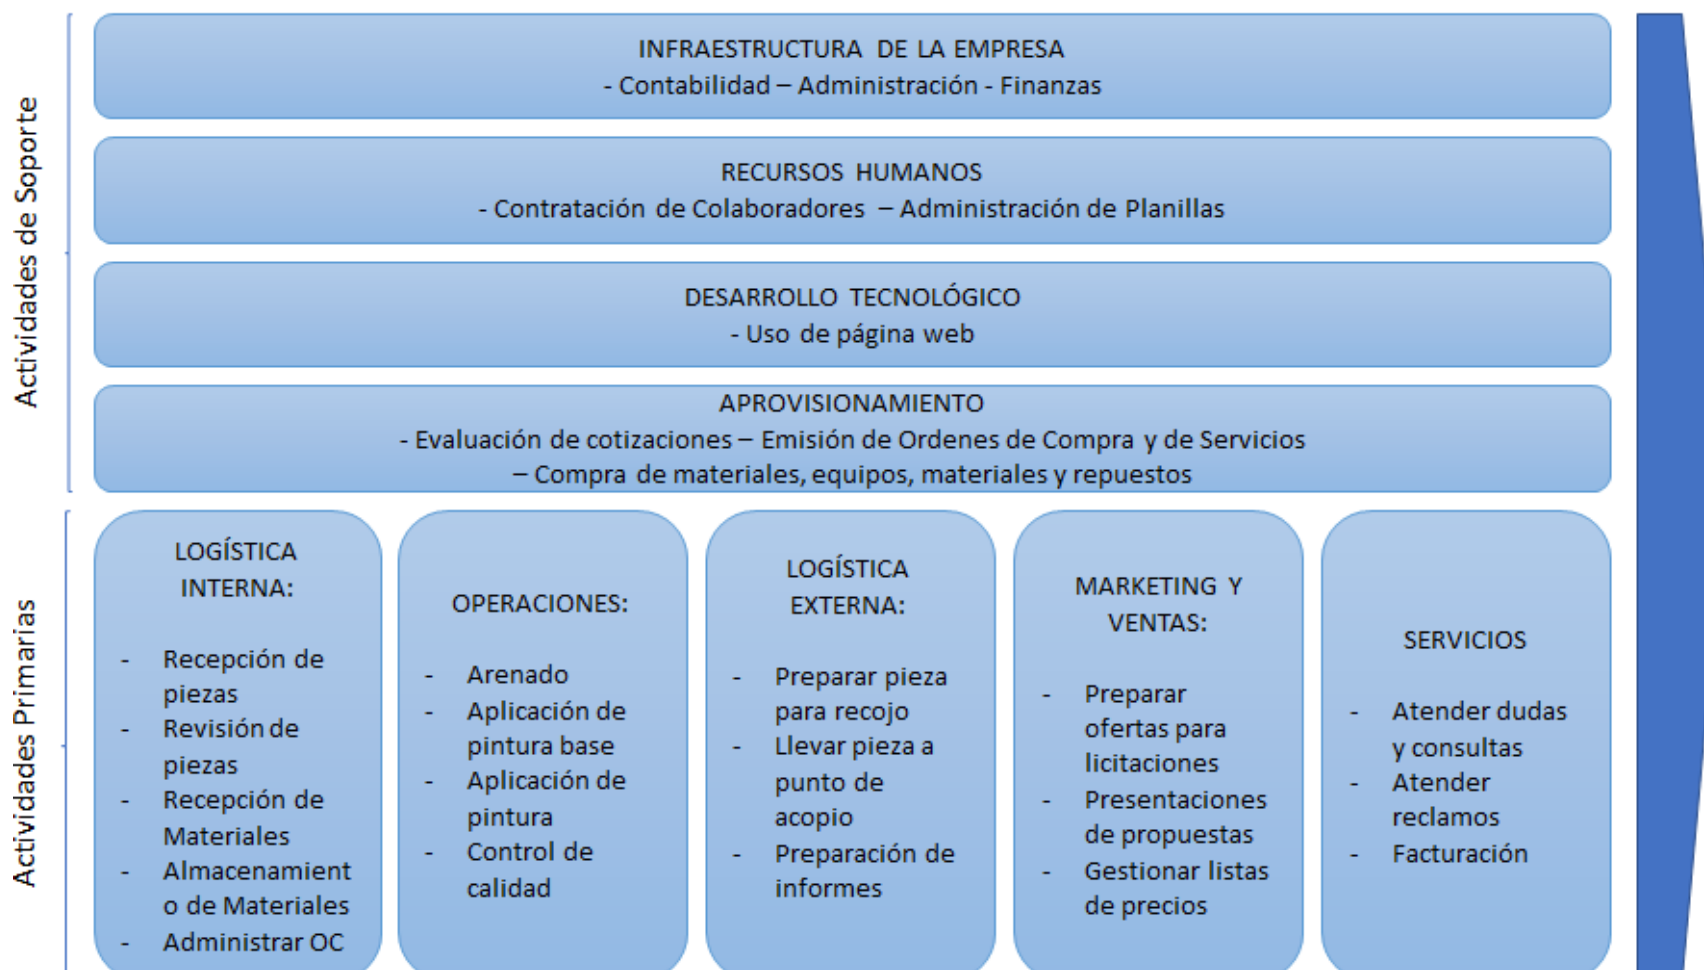 Actividades de Soporte
INFRAESTRUCTURA DE LA EMPRESA
- Contabilidad – Administración - Finanzas
RECURSOS HUMANOS
- Contratación de Colaboradores – Administración de Planillas
DESARROLLO TECNOLÓGICO
- Uso de página web
APROVISIONAMIENTO
- Evaluación de cotizaciones – Emisión de Ordenes de Compra y de Servicios
– Compra de materiales, equipos, materiales y repuestos
Actividades Primarias
LOGÍSTICA
INTERNA:
- Recepción de
piezas
- Revisión de
piezas
- Recepción de
Materiales
- Almacenamient
o de Materiales
- Administrar OC
OPERACIONES:
- Arenado
- Aplicación de
pintura base
- Aplicación de
pintura
- Control de
calidad
LOGÍSTICA
EXTERNA:
- Preparar pieza
para recojo
- Llevar pieza a
punto de
acopio
- Preparación de
informes
MARKETING Y
VENTAS:
- Preparar
ofertas para
licitaciones
- Presentaciones
de propuestas
- Gestionar listas
de precios
SERVICIOS
- Atender dudas
y consultas
- Atender
reclamos
- Facturación